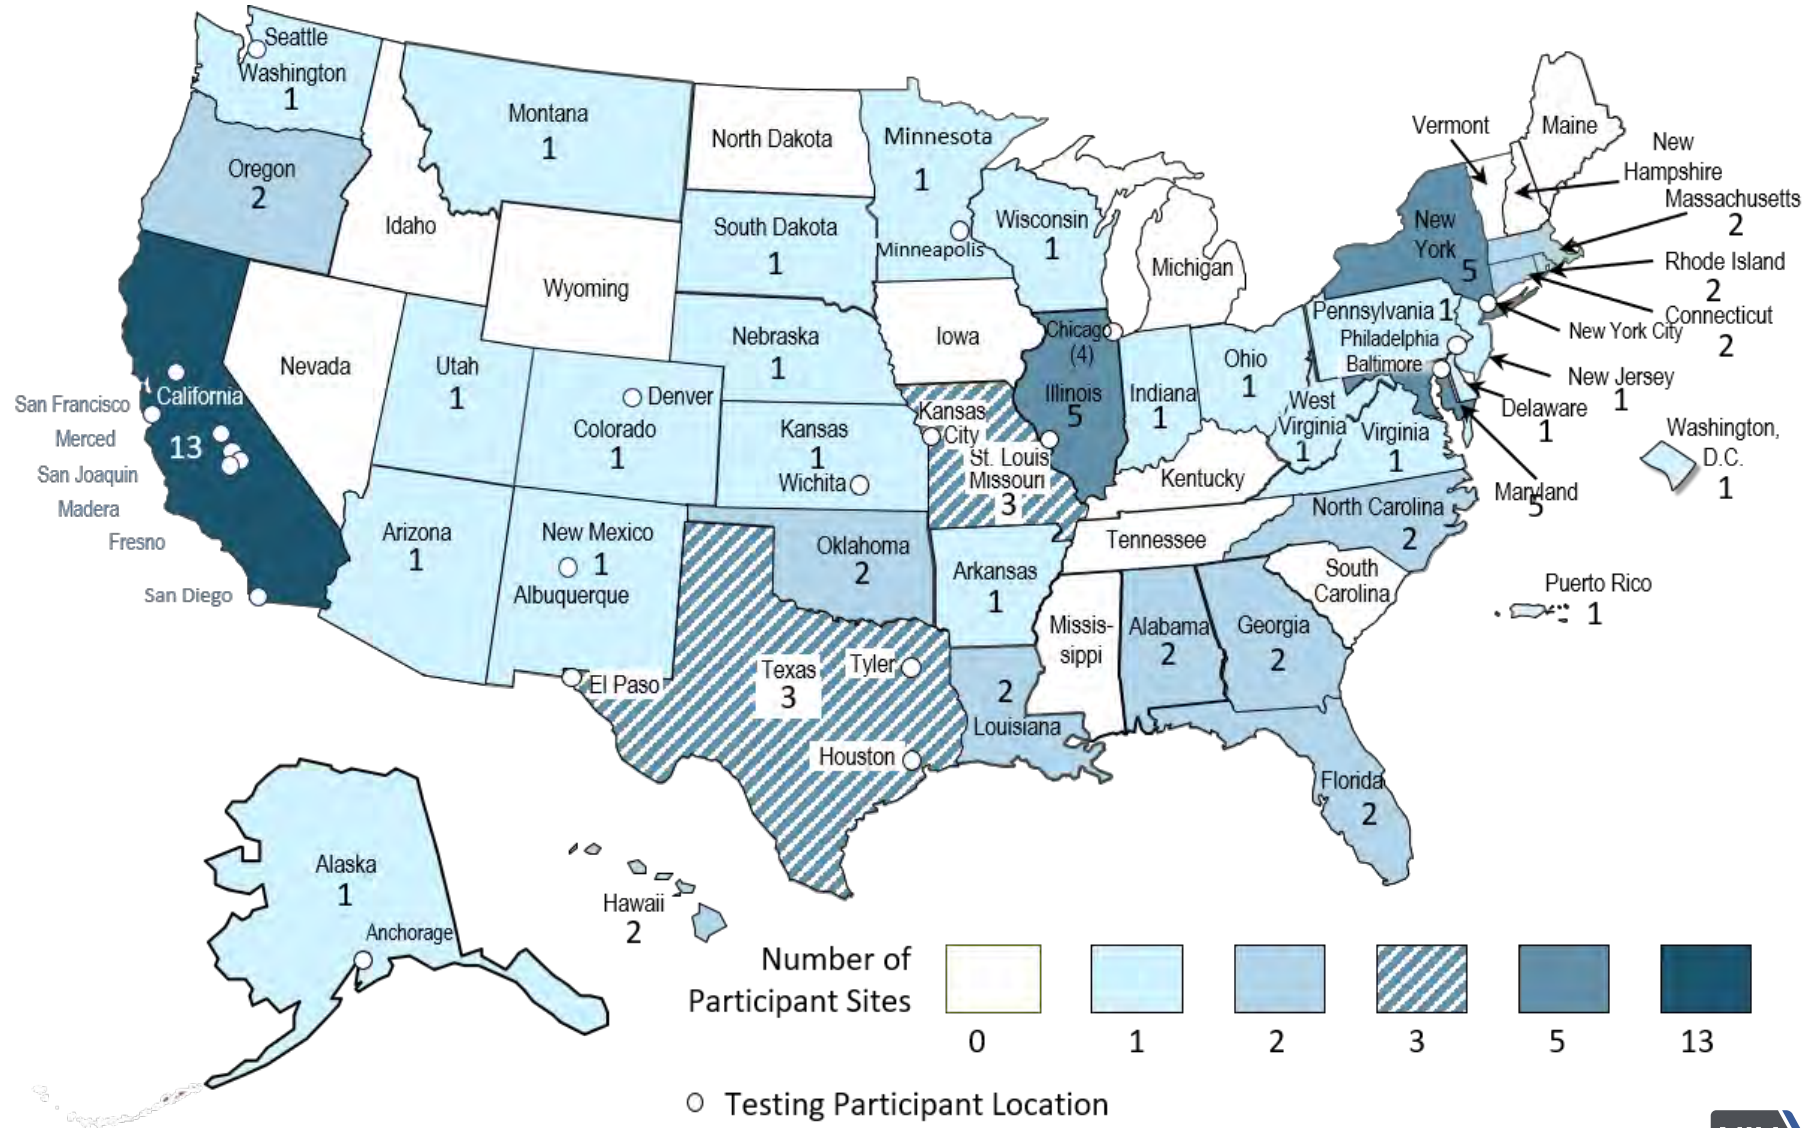 Seattle
Washington
1
Montana
1
North Dakota
Minnesota
1
Minneapolis
Oregon
2
Idaho
South Dakota
1
Wisconsin
1
Michigan
Wyoming
Vermont
Maine
New
Hampshire
Massachusetts
2
New
York
5
Rhode Island
2
Connecticut
2
New York City
Pennsylvania 1
Philadelphia
Baltimore
New Jersey
1
Delaware
1
Washington,
D.C.
1
Maryland
5
Nevada
Utah
1
Nebraska
1
Iowa
Chicago
(4)
Illinois
5
Indiana
1
Ohio
1
West
Virginia
1
Virginia
1
California
13
San Francisco
Merced
San Joaquin
Madera
Fresno
San Diego
Denver
Colorado
1
Kansas
1
Wichita
Kansas
City
St. Louis
Missouri
3
Kentucky
North Carolina
2
Tennessee
Arizona
1
New Mexico
1
Albuquerque
Oklahoma
2
Arkansas
1
South
Carolina
Puerto Rico
1
Missis-
sippi
Alabama
2
Georgia
2
El Paso
Texas
3
Tyler
Houston
2
Louisiana
Florida
2
Alaska
1
Anchorage
Hawaii
2
Number of
Participant Sites
0 1 2 3 5 13
Testing Participant Location